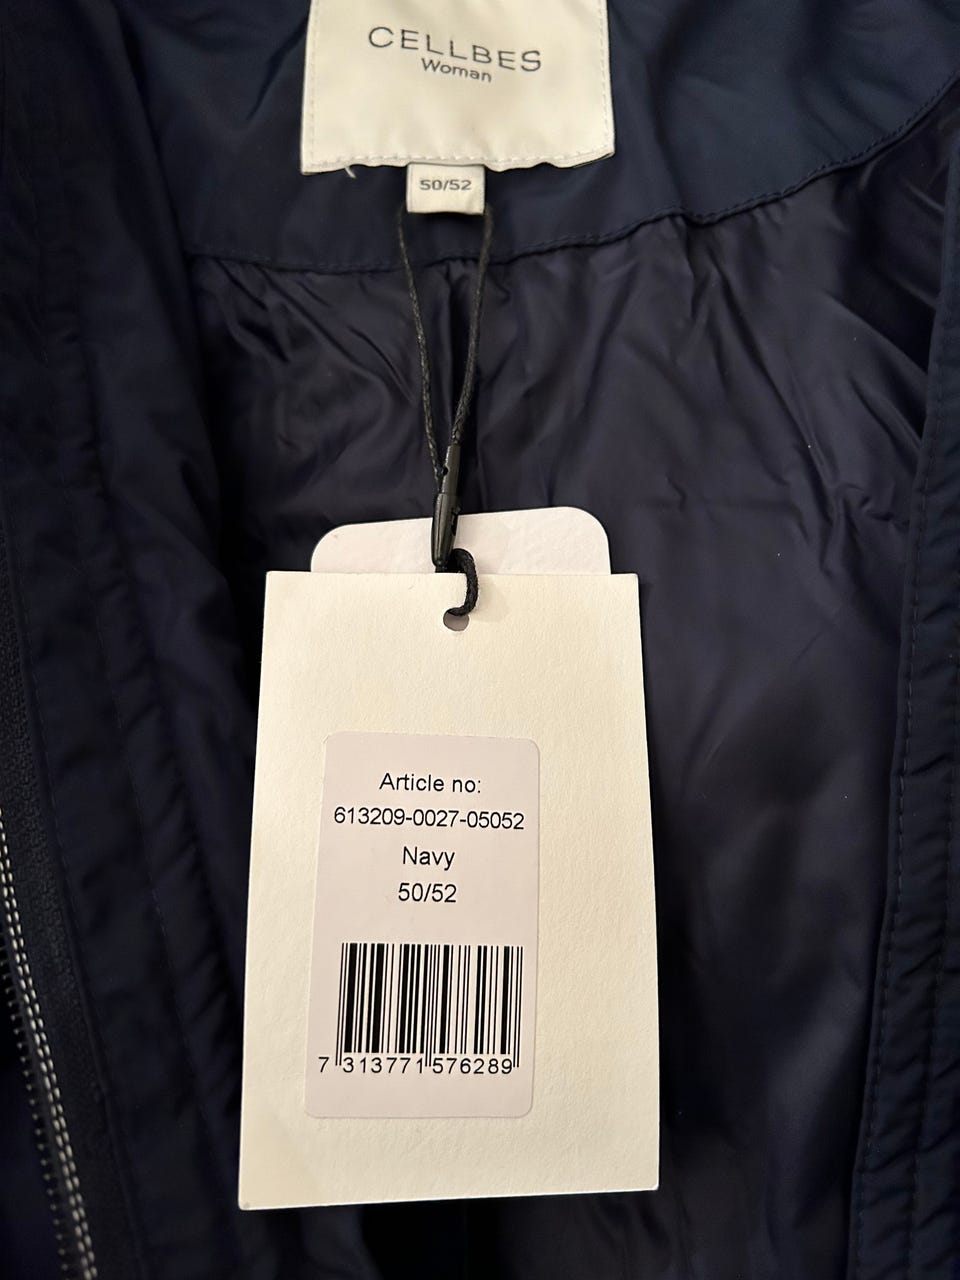 CELLBES
Woman
50/52
Article no:
613209-0027-05052
Navy
50/52
7 313771 576289